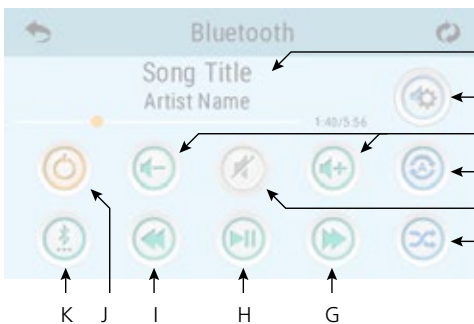 Bluetooth
Song Title
Artist Name
1:40/5:56
A
K J I H G